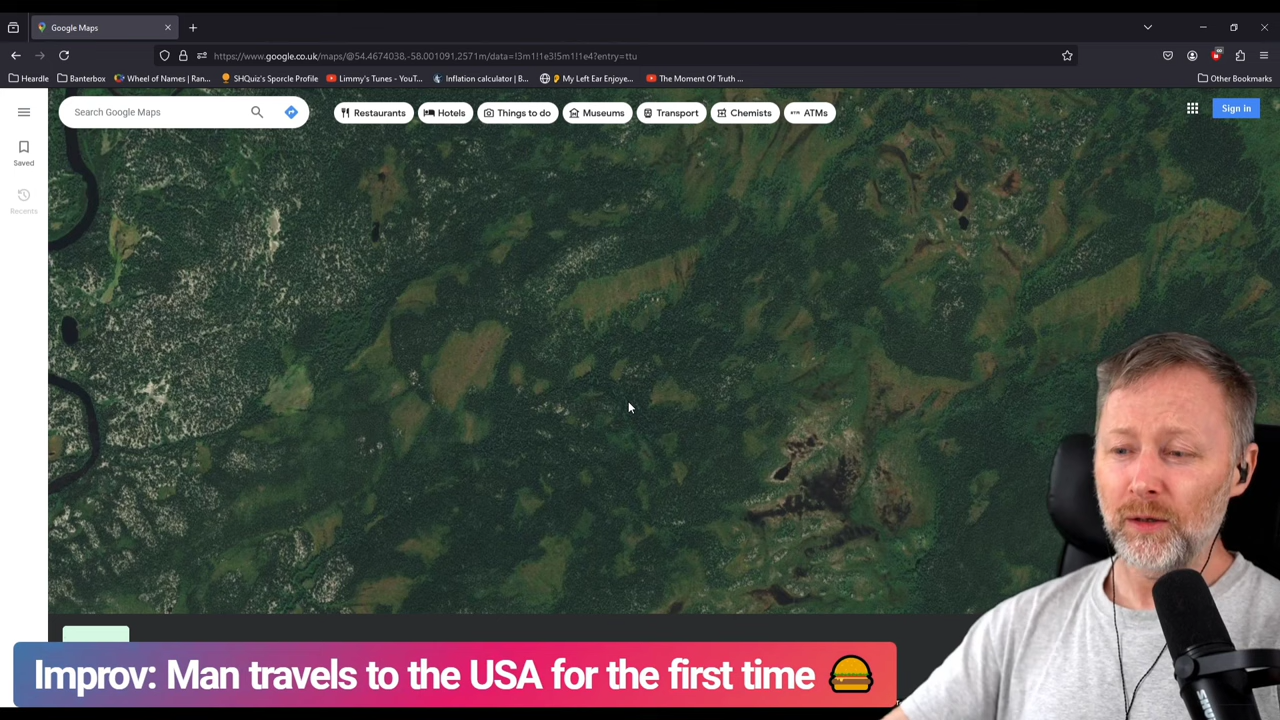 Google Maps
https://www.google.co.uk/maps/@54.4674038,-58.001091,2571m/data=!3m1!1e3!5m1!1e4?entry=ttu
Heardle
Banterbox
Wheel of Names | Ran...
SHQuiz's Sporcle Profile
Limmy's Tunes - YouT...
Inflation calculator | B...
My Left Ear Enjoye...
The Moment Of Truth ...
Other Bookmarks
Search Google Maps
Restaurants
Hotels
Things to do
Museums
Transport
Chemists
ATMs
Sign in
Saved
Recents
Improv: Man travels to the USA for the first time 🍔